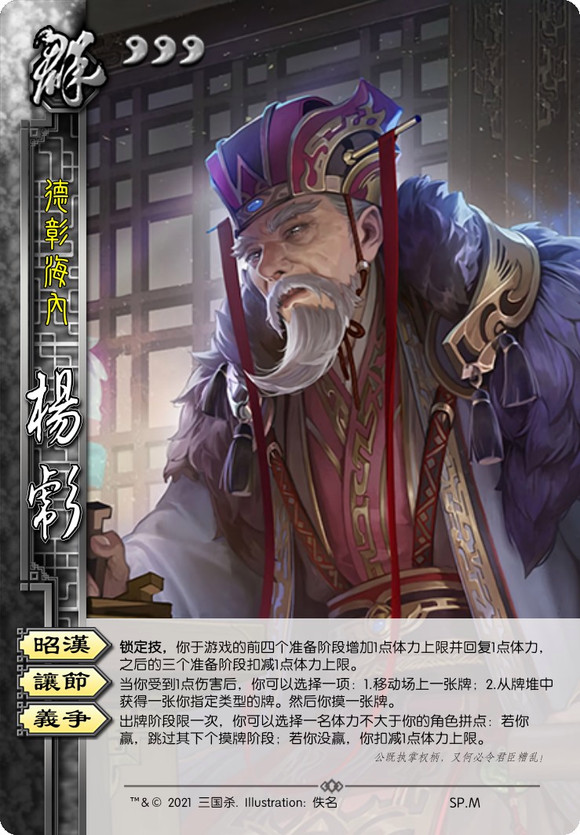 群
德彰海內
楊彪
昭漢
锁定技，你于游戏的前四个准备阶段增加1点体力上限并回复1点体力，
之后的三个准备阶段扣减1点体力上限。
讓節
当你受到1点伤害后，你可以选择一项：1.移动场上一张牌；2.从牌堆中
获得一张你指定类型的牌。然后你摸一张牌。
義争
出牌阶段限一次，你可以选择一名体力不大于你的角色拼点：若你
赢，跳过其下个摸牌阶段；若你没赢，你扣减1点体力上限。
公既执掌权柄，又何必令君臣槽乱！
™&© 2021 三国杀. Illustration: 佚名
SP.M